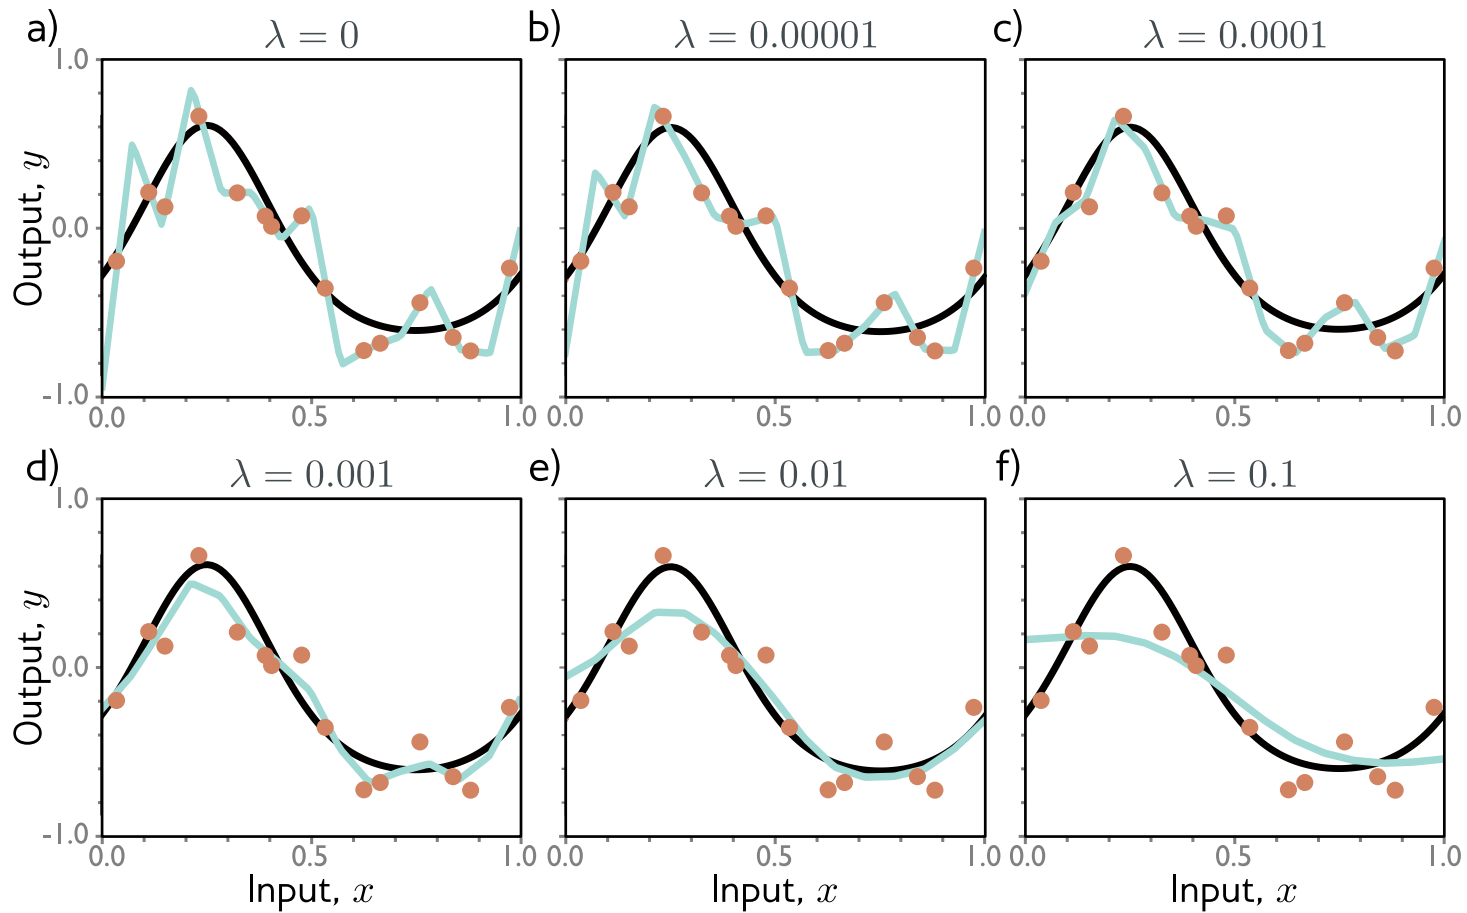 a) λ = 0
b) λ = 0.00001
c) λ = 0.0001
1.0
0.0
-1.0
Output, y
0.0 0.5 1.0
0.0 0.5 1.0
0.0 0.5 1.0
d) λ = 0.001
e) λ = 0.01
f) λ = 0.1
1.0
0.0
-1.0
Output, y
0.0 0.5 1.0
0.0 0.5 1.0
0.0 0.5 1.0
Input, x
Input, x
Input, x